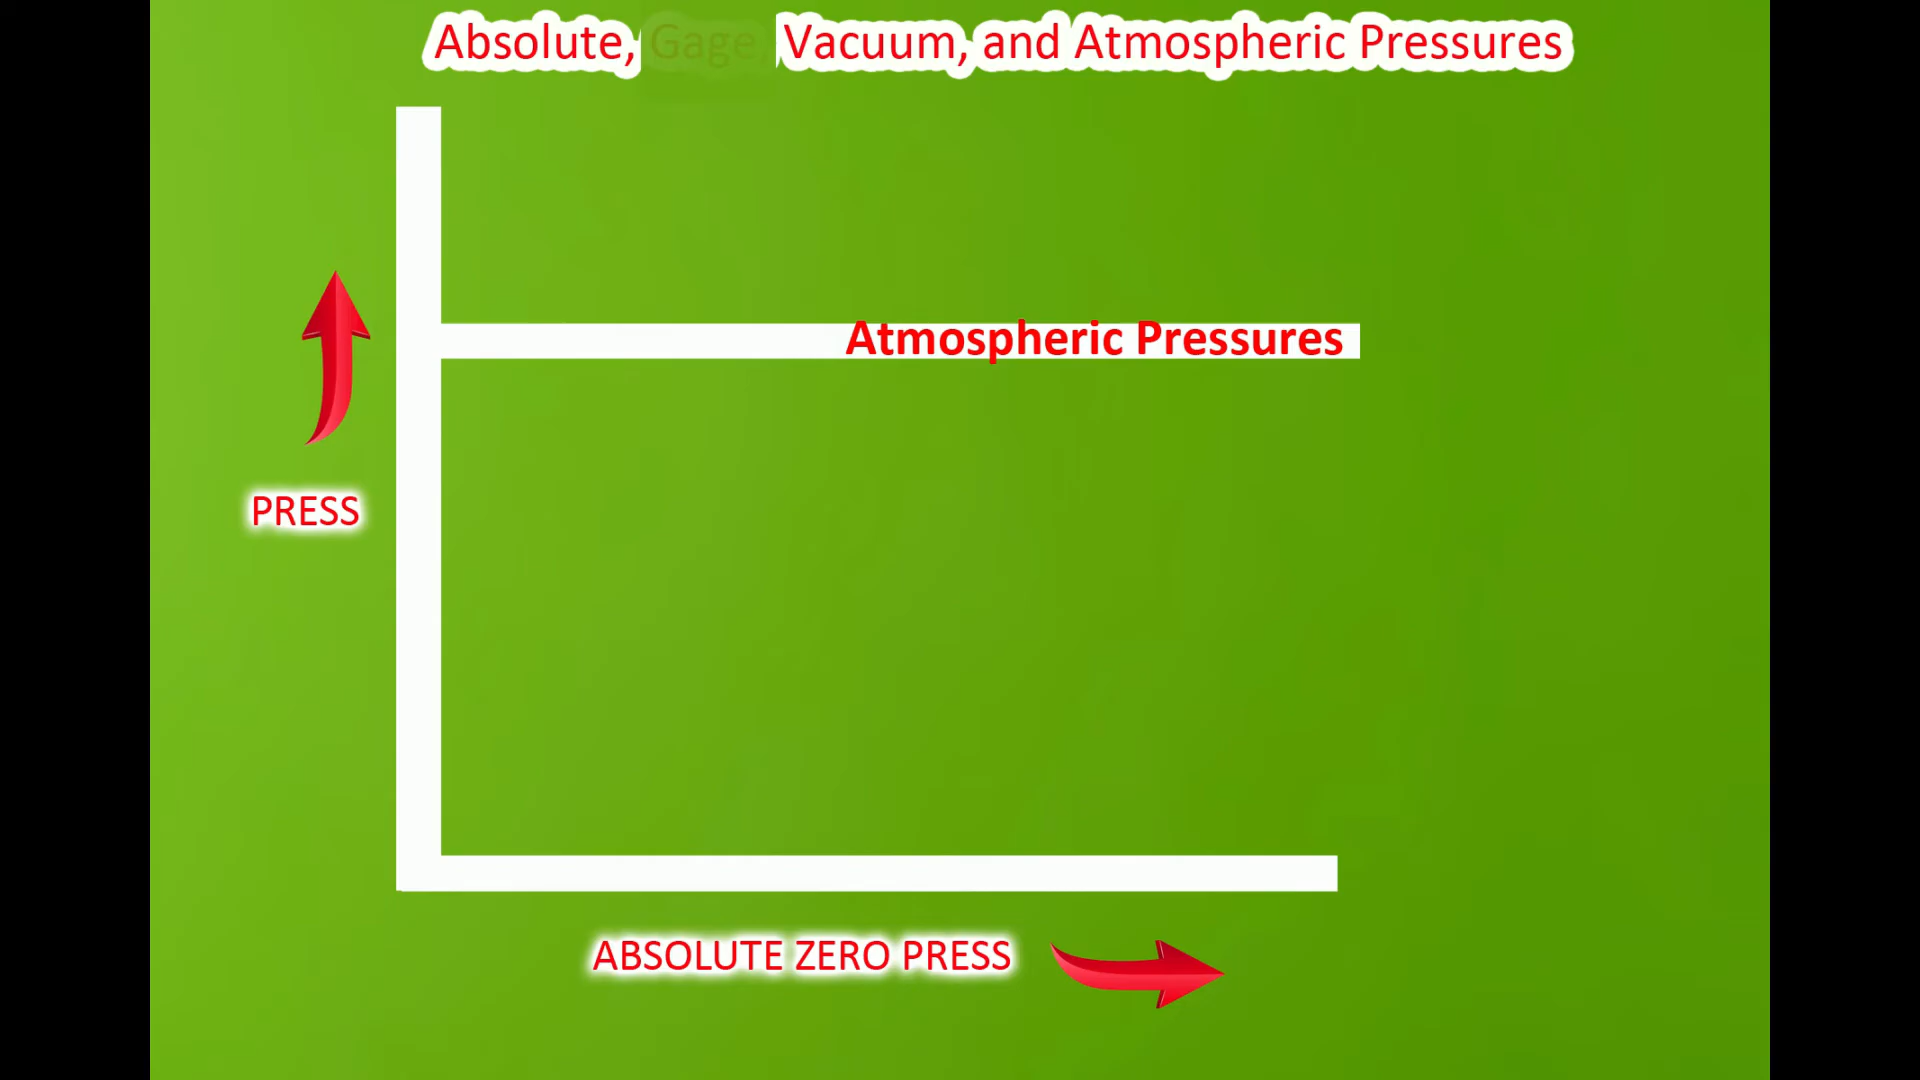 Absolute, Gage, Vacuum, and Atmospheric Pressures
Atmospheric Pressures
PRESS
ABSOLUTE ZERO PRESS